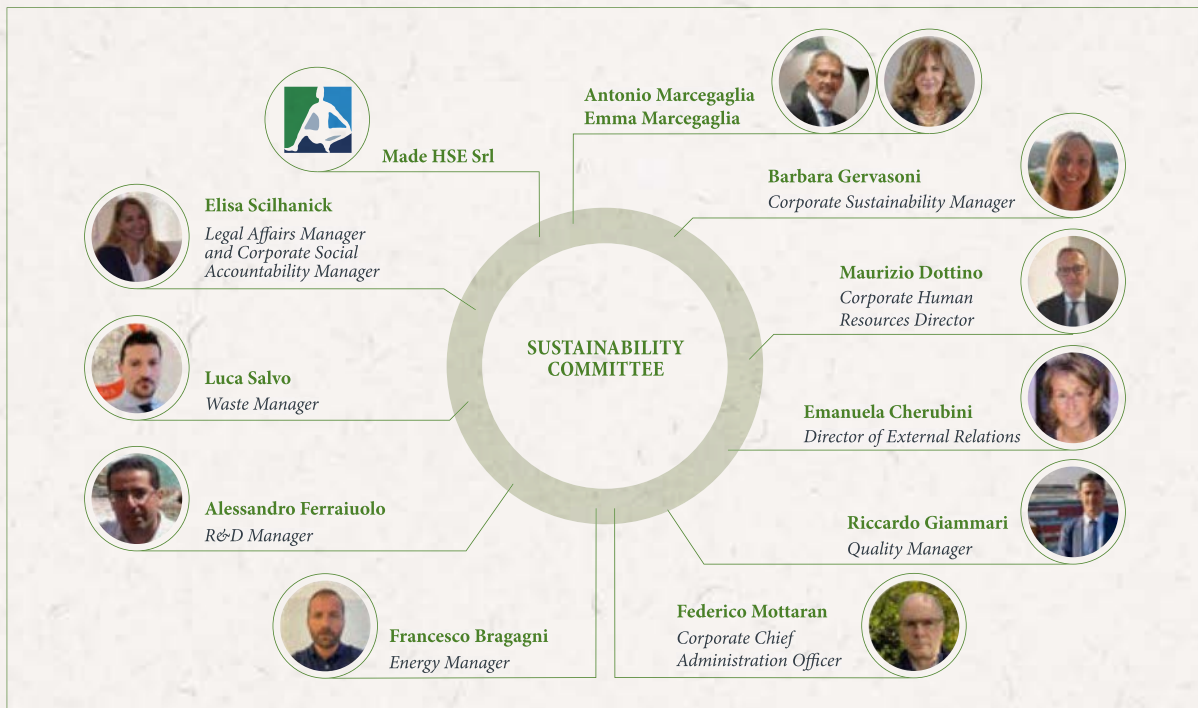 Antonio Marcegaglia
Emma Marcegaglia
Made HSE Srl
Barbara Gervasoni
Corporate Sustainability Manager
Elisa Scilhanick
Legal Affairs Manager
and Corporate Social
Accountability Manager
Maurizio Dottino
Corporate Human
Resources Director
SUSTAINABILITY
COMMITTEE
Luca Salvo
Waste Manager
Emanuela Cherubini
Director of External Relations
Alessandro Ferraiuolo
R&D Manager
Riccardo Giammari
Quality Manager
Francesco Bragagni
Energy Manager
Federico Mottaran
Corporate Chief
Administration Officer